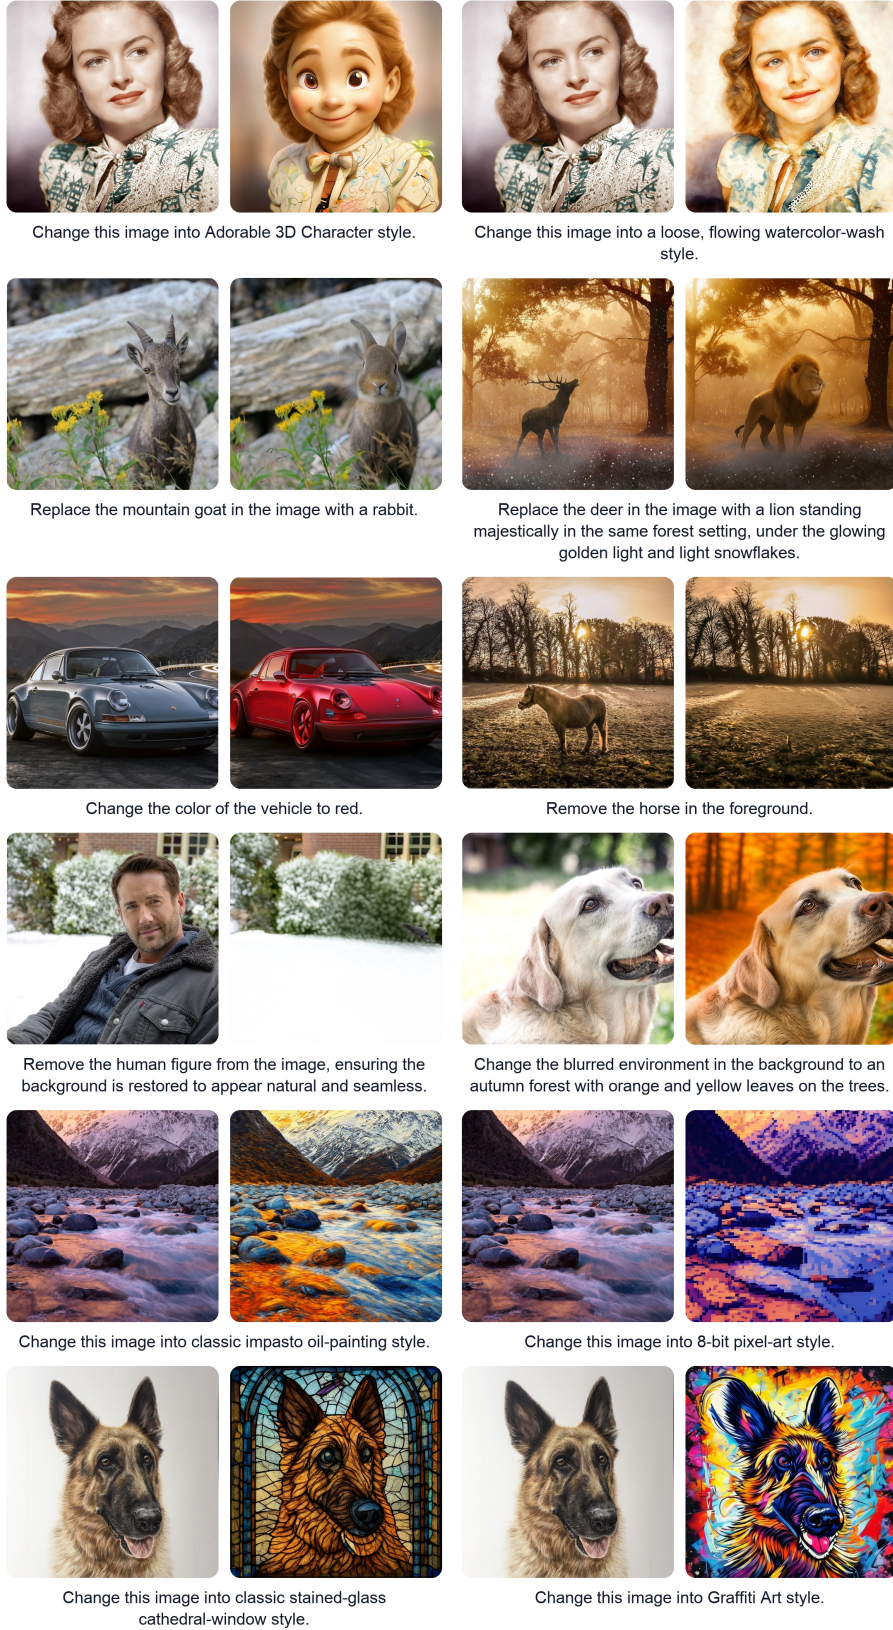 Change this image into Adorable 3D Character style.
Change this image into a loose, flowing watercolor-wash
style.
Replace the mountain goat in the image with a rabbit.
Replace the deer in the image with a lion standing
majestically in the same forest setting, under the glowing
golden light and light snowflakes.
Change the color of the vehicle to red.
Remove the horse in the foreground.
Remove the human figure from the image, ensuring the
background is restored to appear natural and seamless.
Change the blurred environment in the background to an
autumn forest with orange and yellow leaves on the trees.
Change this image into classic impasto oil-painting style.
Change this image into 8-bit pixel-art style.
Change this image into classic stained-glass
cathedral-window style.
Change this image into Graffiti Art style.